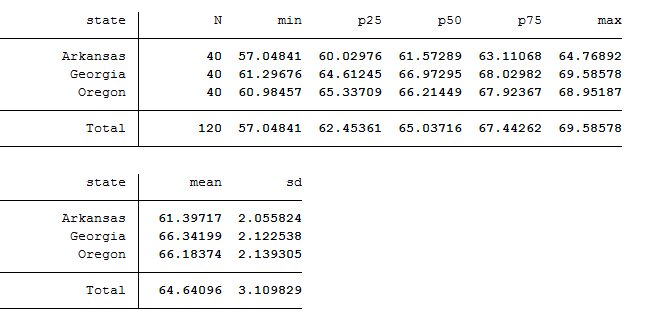 state N min p25 p50 p75 max
Arkansas 40 57.04841 60.02976 61.57289 63.11068 64.76892
Georgia 40 61.29676 64.61245 66.97295 68.02982 69.58578
Oregon 40 60.98457 65.33709 66.21449 67.92367 68.95187
Total 120 57.04841 62.45361 65.03716 67.44262 69.58578
state mean sd
Arkansas 61.39717 2.055824
Georgia 66.34199 2.122538
Oregon 66.18374 2.139305
Total 64.64096 3.109829